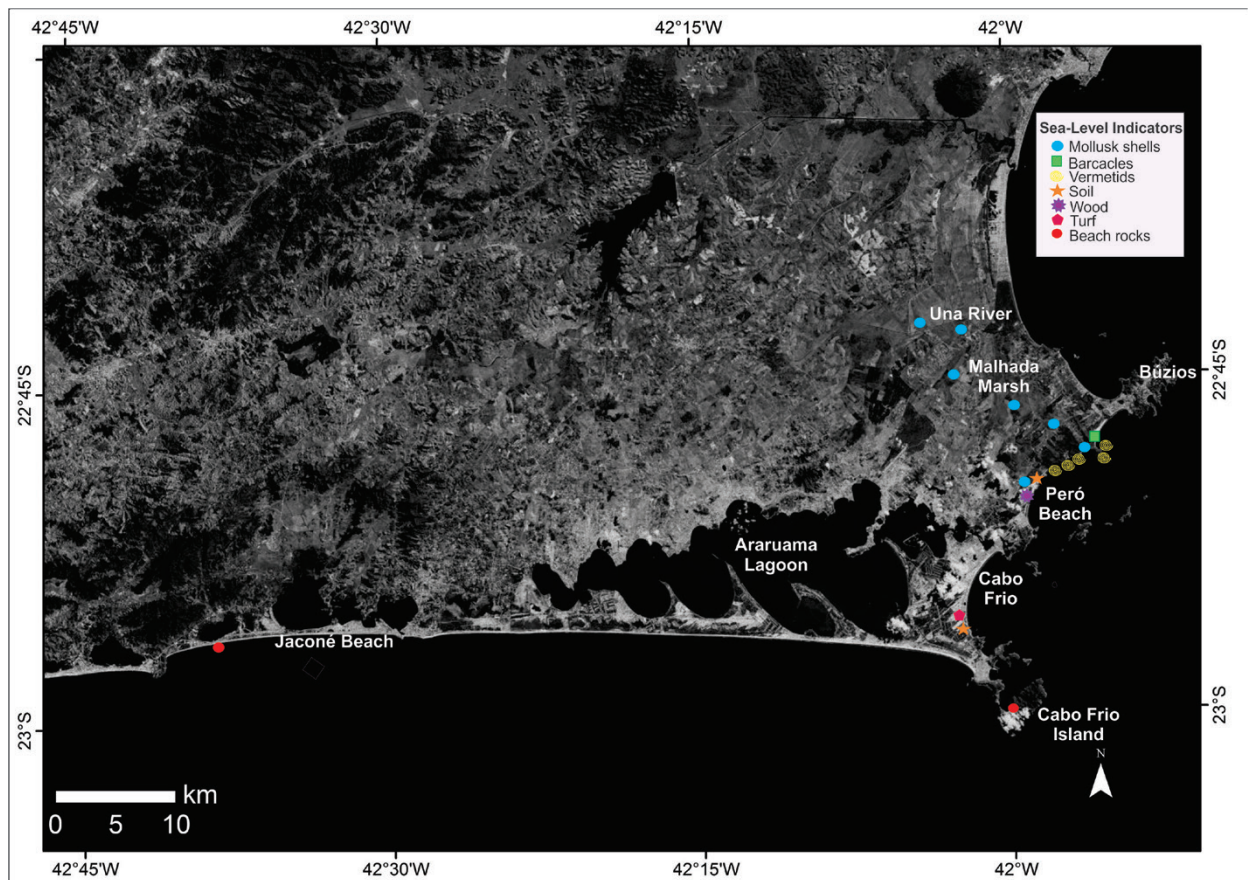 42°45'W 42°30'W 42°15'W 42°W
Sea-Level Indicators
Mollusk shells
Barcacles
Vermetids
Soil
Wood
Turf
Beach rocks
Una River
Malhada
Marsh
Búzios
22°45'S
22°45'S
Peró
Beach
Araruama
Lagoon
Cabo
Frio
Jaconé Beach
Cabo Frio
Island
23°S
23°S
N
km
0 5 10
42°45'W 42°30'W 42°15'W 42°W